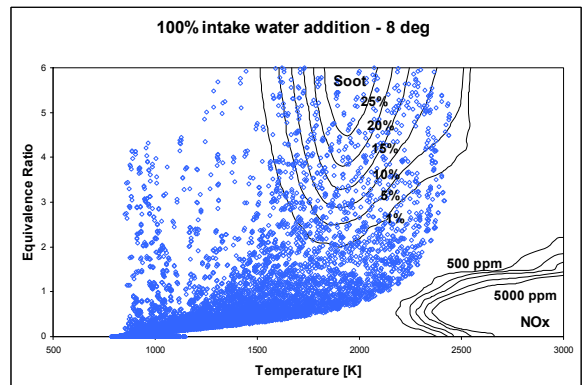 100% intake water addition - 8 deg
6
5
4
3
2
1
0
Equivalence Ratio
Soot
25%
20%
15%
10%
5%
1%
500 ppm
5000 ppm
NOx
500
1000
1500
2000
2500
3000
Temperature [K]